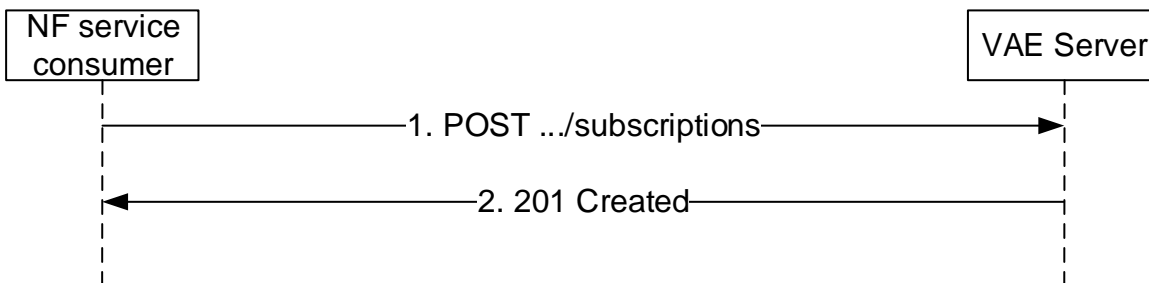 NF service
consumer
VAE Server
1. POST .../subscriptions
2. 201 Created